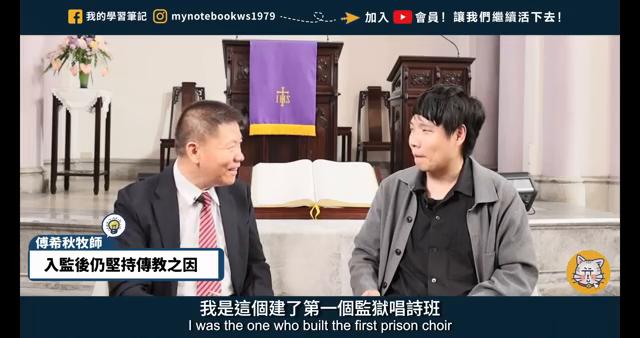 我的學習筆記 mynotebookws1979 加入 會員！讓我們繼續活下去！
IHS
傅希秋牧師
入監後仍堅持傳教之因
我是這個建了第一個監獄唱詩班
I was the one who built the first prison choir